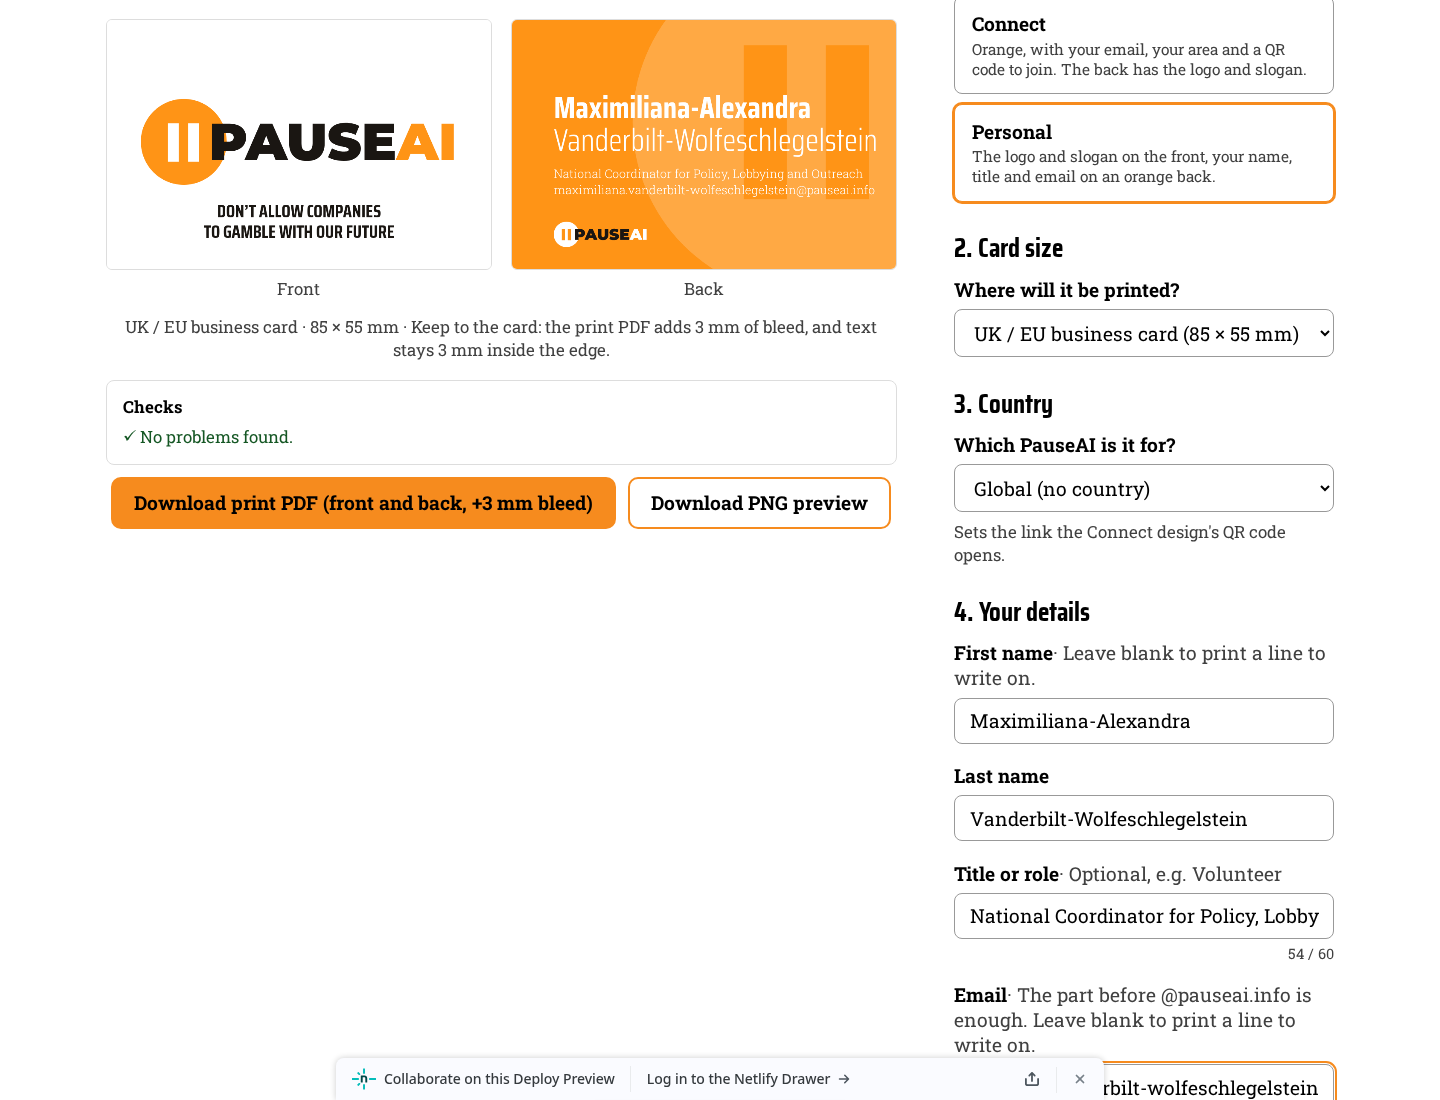 PAUSEAI
DON'T ALLOW COMPANIES
TO GAMBLE WITH OUR FUTURE
Front
Maximiliana-Alexandra
Vanderbilt-Wolfeschlegelstein
National Coordinator for Policy, Lobbying and Outreach
maximiliana.vanderbilt-wolfeschlegelstein@pauseai.info
PAUSEAI
Back
UK / EU business card · 85 × 55 mm · Keep to the card: the print PDF adds 3 mm of bleed, and text
stays 3 mm inside the edge.
Checks
✓ No problems found.
Download print PDF (front and back, +3 mm bleed)
Download PNG preview
Connect
Orange, with your email, your area and a QR
code to join. The back has the logo and slogan.
Personal
The logo and slogan on the front, your name,
title and email on an orange back.
2. Card size
Where will it be printed?
UK / EU business card (85 × 55 mm)
3. Country
Which PauseAI is it for?
Global (no country)
Sets the link the Connect design's QR code
opens.
4. Your details
First name· Leave blank to print a line to
write on.
Maximiliana-Alexandra
Last name
Vanderbilt-Wolfeschlegelstein
Title or role· Optional, e.g. Volunteer
National Coordinator for Policy, Lobby
54 / 60
Email· The part before @pauseai.info is
enough. Leave blank to print a line to
write on.
rbilt-wolfeschlegelstein
Collaborate on this Deploy Preview
Log in to the Netlify Drawer →